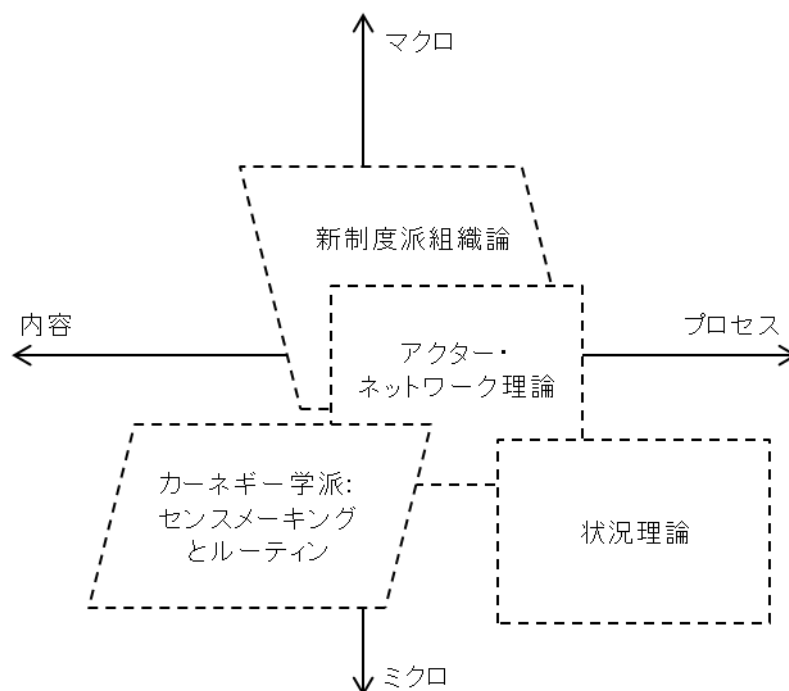 マクロ
新制度派組織論
内容
プロセス
アクター・
ネットワーク理論
カーネギー学派:
センスメーキング
とルーティン
状況理論
ミクロ